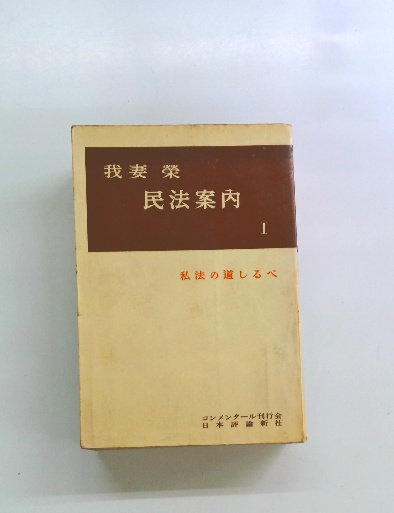 我妻 榮
民法案内
I
私法の道しるべ
コンメンタール刊行会
日本評論新社